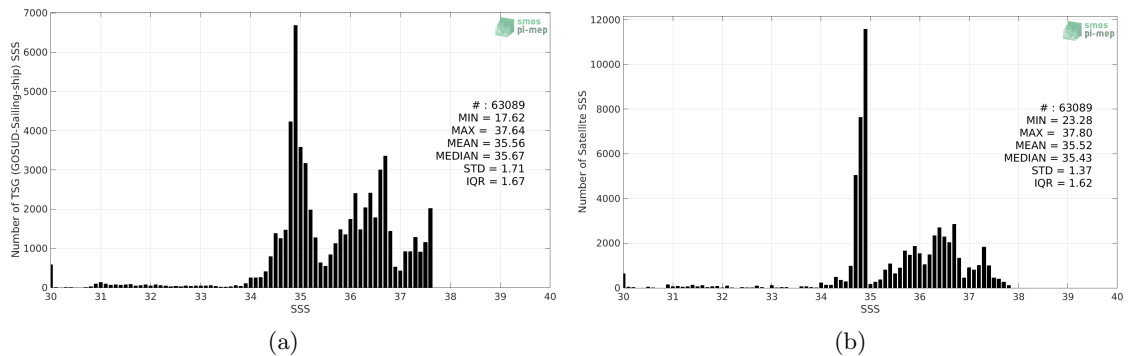 smos
pi-mep
Number of TSG (GOSUD-Sailing-ship) SSS
7000
6000
5000
4000
3000
2000
1000
0
# : 63089
MIN = 17.62
MAX = 37.64
MEAN = 35.56
MEDIAN = 35.67
STD = 1.71
IQR = 1.67
30 31 32 33 34 35 36 37 38 39 40
SSS
(a)
smos
pi-mep
Number of Satellite SSS
12000
10000
8000
6000
4000
2000
0
# : 63089
MIN = 23.28
MAX = 37.80
MEAN = 35.52
MEDIAN = 35.43
STD = 1.37
IQR = 1.62
30 31 32 33 34 35 36 37 38 39 40
SSS
(b)